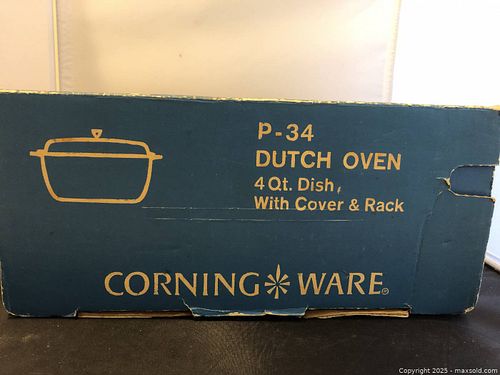 P-34
DUTCH OVEN
4 Qt. Dish,
With Cover & Rack
CORNING WARE®
Copyright 2025 - maxsold.com